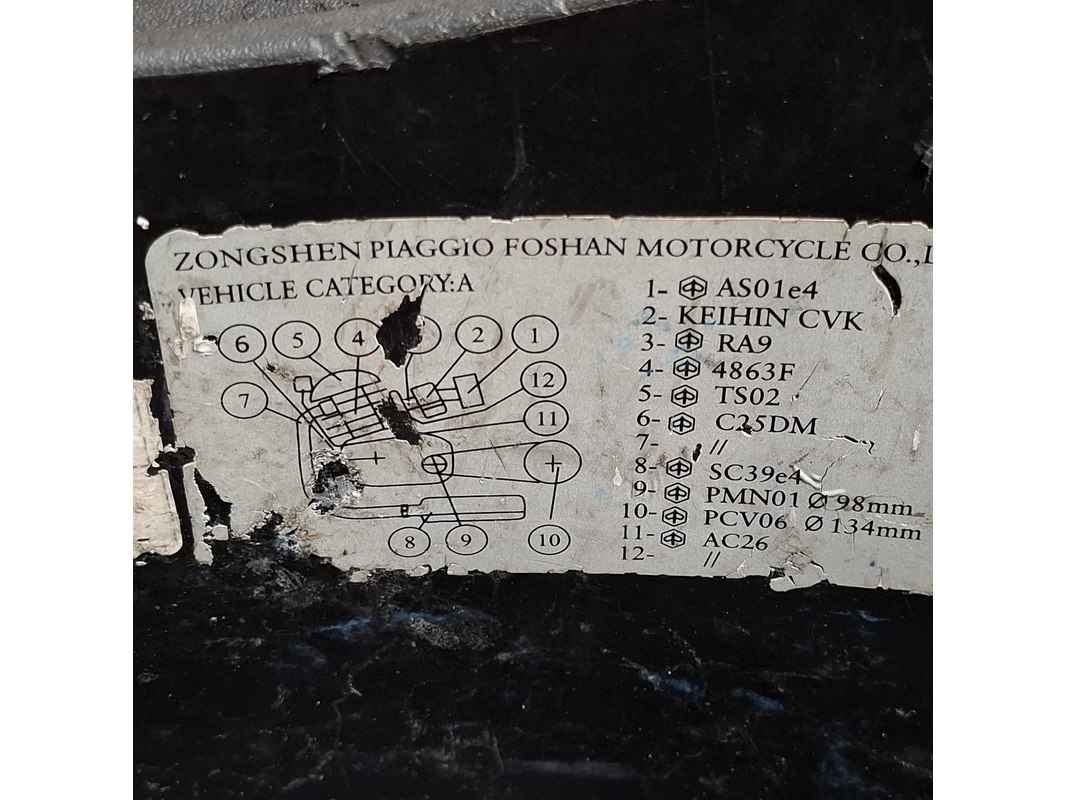 ZONGSHEN PIAGGiO FOSHAN MOTORCYCLE CO.,L
VEHICLE CATEGORY:A
6 5 4 2 1
7 12
11
8 9 10
1- AS01e4
2- KEIHIN CVK
3- RA9
4- 4863F
5- TS02
6- C25DM
7- //
8- SC39e4
9- PMN01 Ø 98mm
10- PCV06 Ø 134mm
11- AC26
12- //